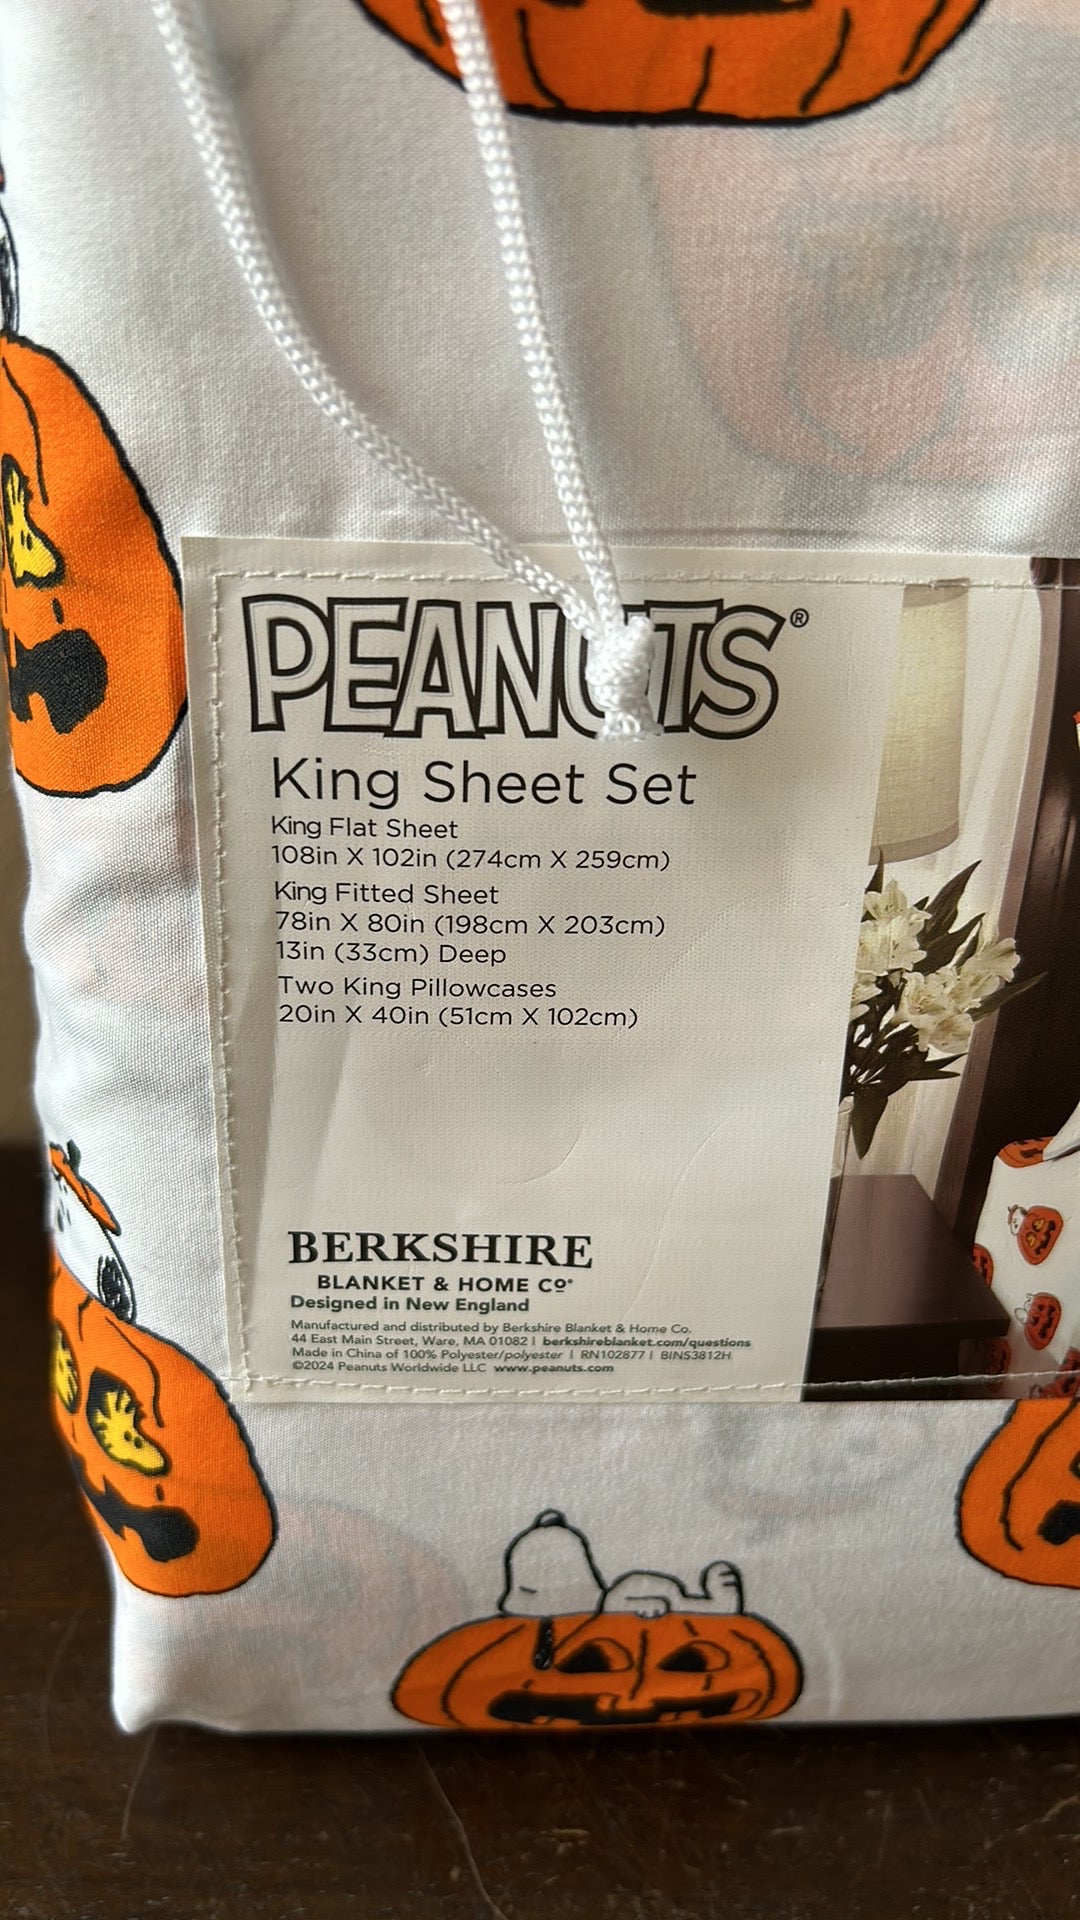 PEANUTS®
King Sheet Set
King Flat Sheet
108in X 102in (274cm X 259cm)
King Fitted Sheet
78in X 80in (198cm X 203cm)
13in (33cm) Deep
Two King Pillowcases
20in X 40in (51cm X 102cm)
BERKSHIRE
BLANKET & HOME Cº®
Designed in New England
Manufactured and distributed by Berkshire Blanket & Home Co.
44 East Main Street, Ware, MA 01082 | berkshireblanket.com/questions
Made in China of 100% Polyester/polyester | RN102877 | BINS3812H
©2024 Peanuts Worldwide LLC www.peanuts.com